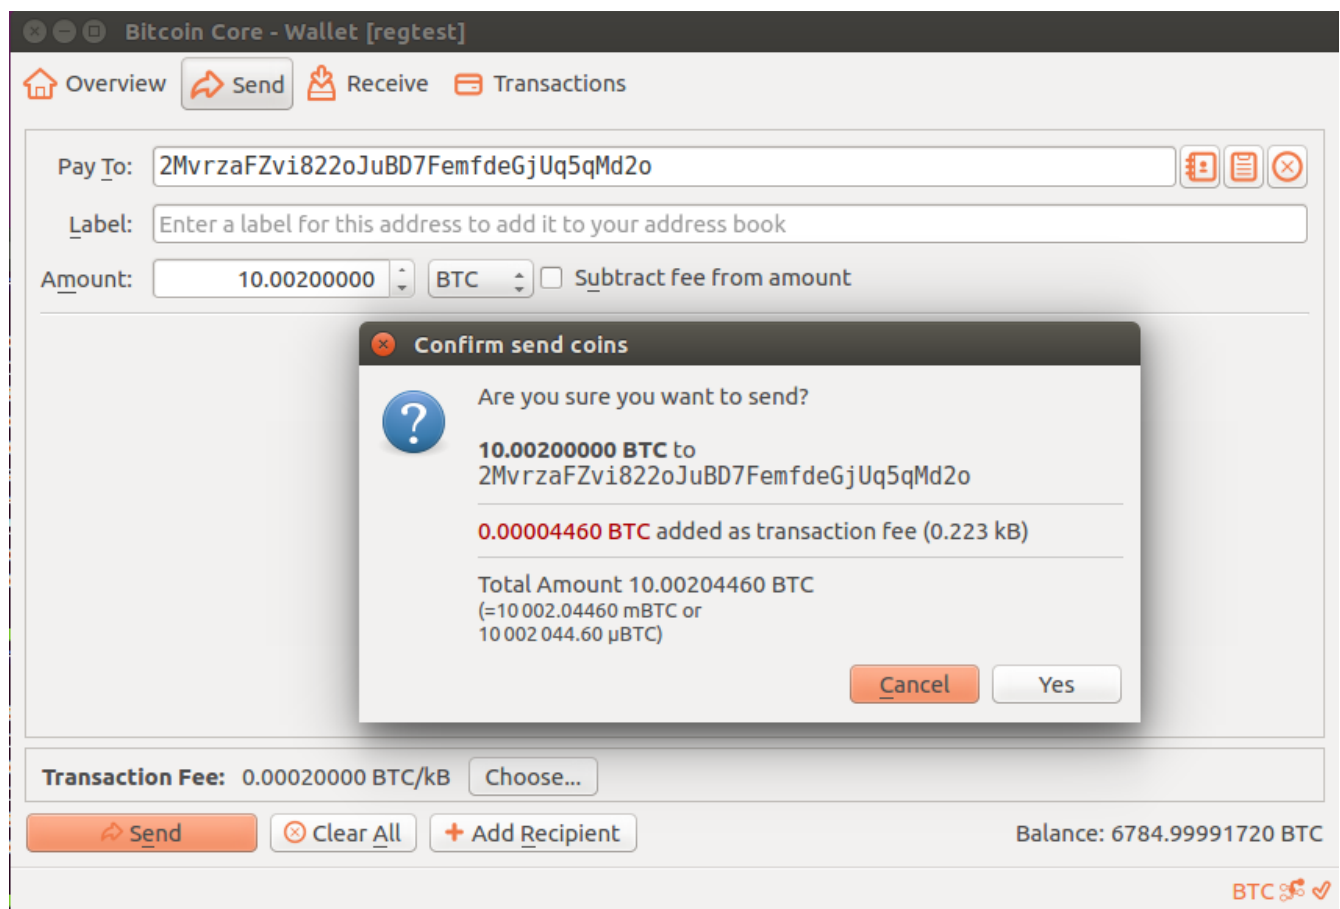 Bitcoin Core - Wallet [regtest]
Overview Send Receive Transactions
Pay To: 2MvrzaFZvi822oJuBD7FemfdeGjUq5qMd2o
Label: Enter a label for this address to add it to your address book
Amount: 10.00200000 BTC Subtract fee from amount
Confirm send coins
Are you sure you want to send?
10.00200000 BTC to
2MvrzaFZvi822oJuBD7FemfdeGjUq5qMd2o
0.00004460 BTC added as transaction fee (0.223 kB)
Total Amount 10.00204460 BTC
(=10 002.04460 mBTC or
10 002 044.60 μBTC)
Cancel Yes
Transaction Fee: 0.00020000 BTC/kB Choose...
Send Clear All Add Recipient Balance: 6784.99991720 BTC
BTC